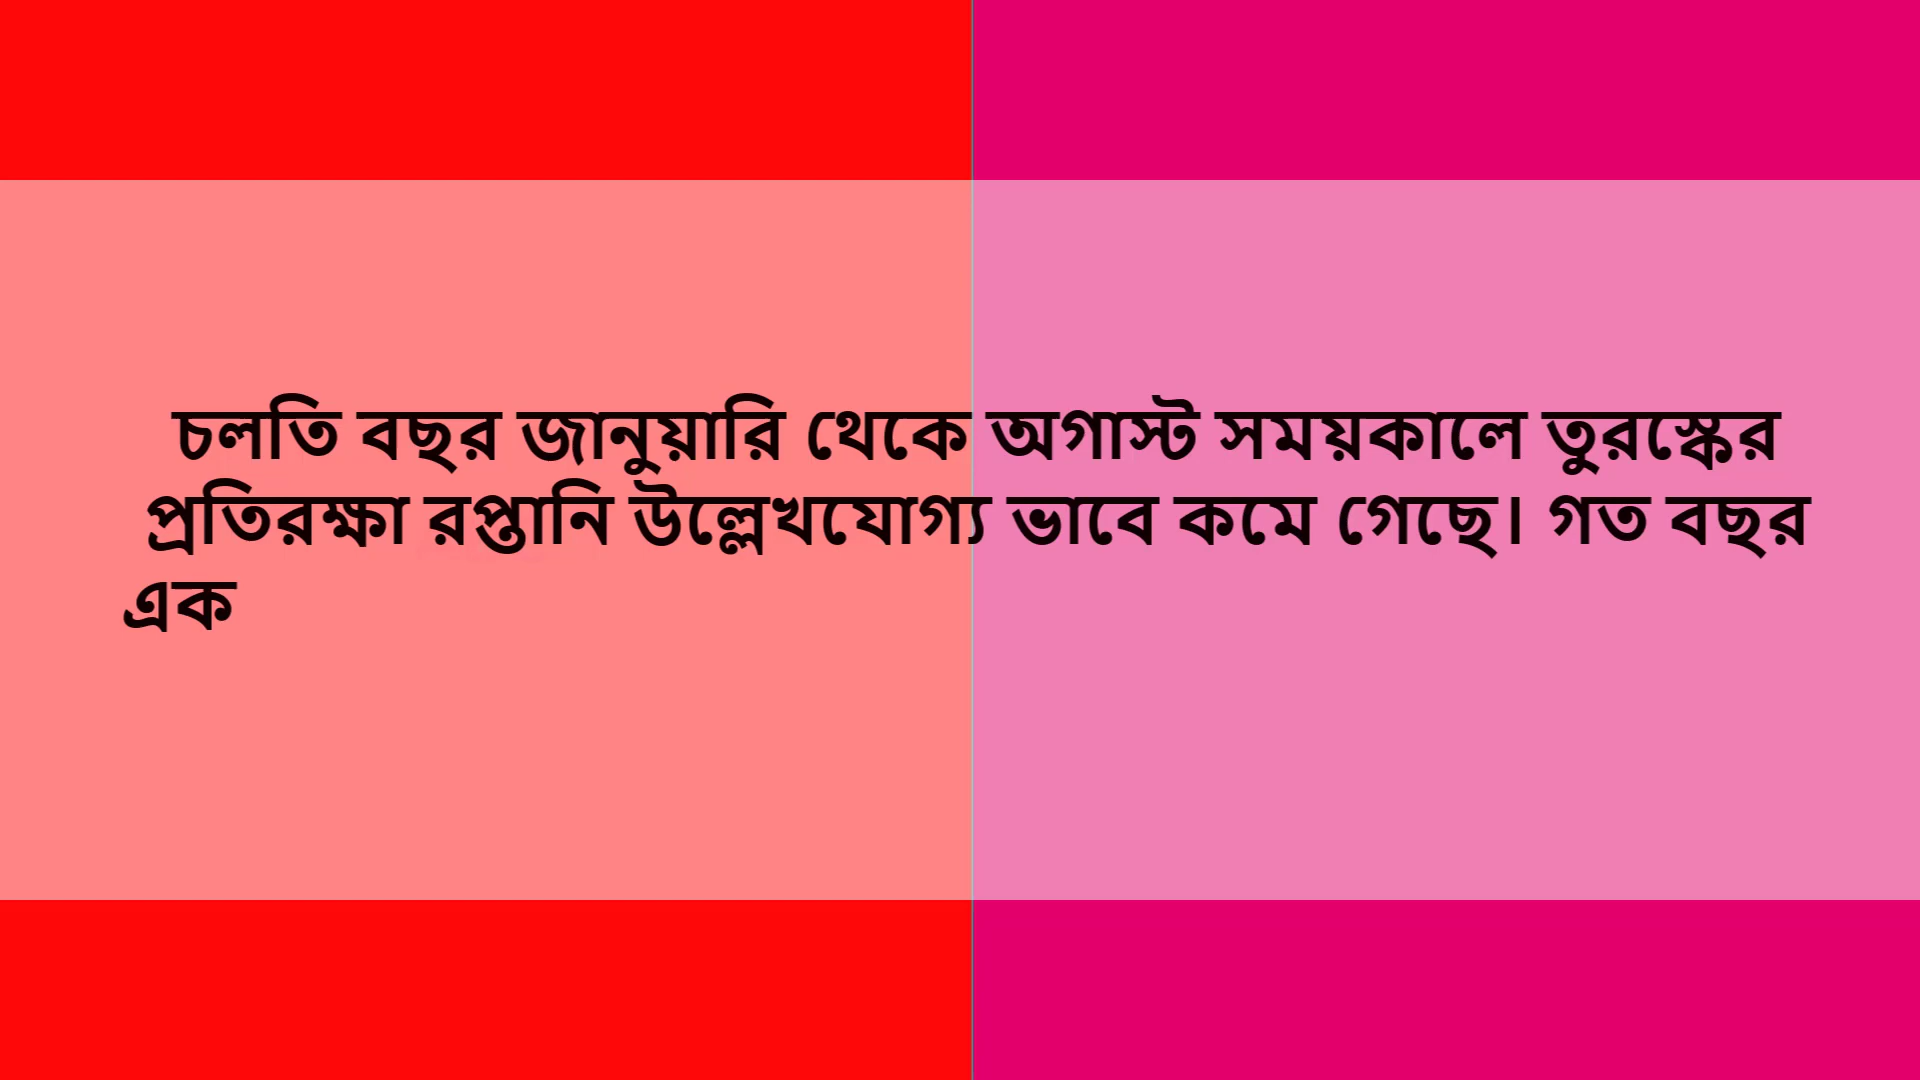 চলতি বছর জানুয়ারি থেকে অগাস্ট সময়কালে তুরস্কের
প্রতিরক্ষা রপ্তানি উল্লেখযোগ্য ভাবে কমে গেছে। গত বছর
এক